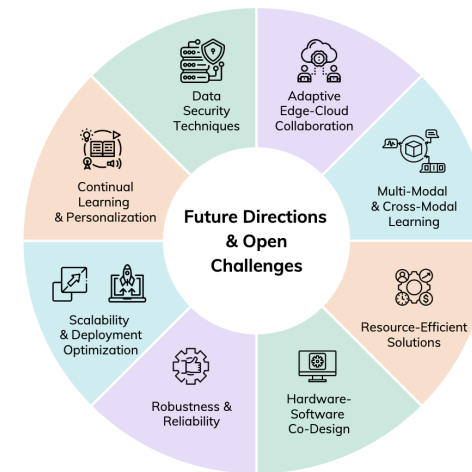 Data
Security
Techniques
Adaptive
Edge-Cloud
Collaboration
Continual
Learning
& Personalization
Multi-Modal
& Cross-Modal
Learning
Future Directions
& Open
Challenges
Scalability
& Deployment
Optimization
Resource-Efficient
Solutions
Robustness &
Reliability
Hardware-
Software
Co-Design